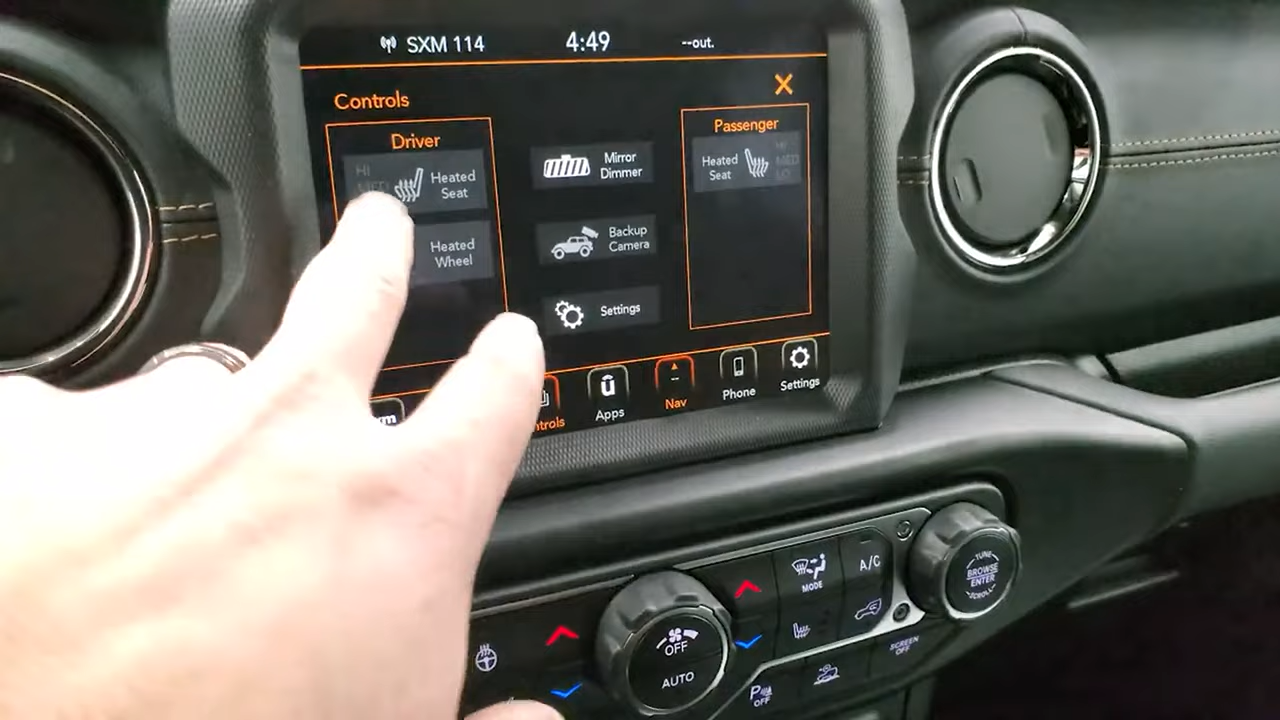 SXM 114 4:49 --out.
Controls
Driver
HI
MED
Heated
Seat
Heated
Wheel
Mirror
Dimmer
Backup
Camera
Settings
Passenger
Heated
Seat
HI
MED
LO
ntrols
Apps
Nav
Phone
Settings
MODE
A/C
TUNE
BROWSE
ENTER
SCROLL
OFF
AUTO
SCREEN
OFF
P
OFF